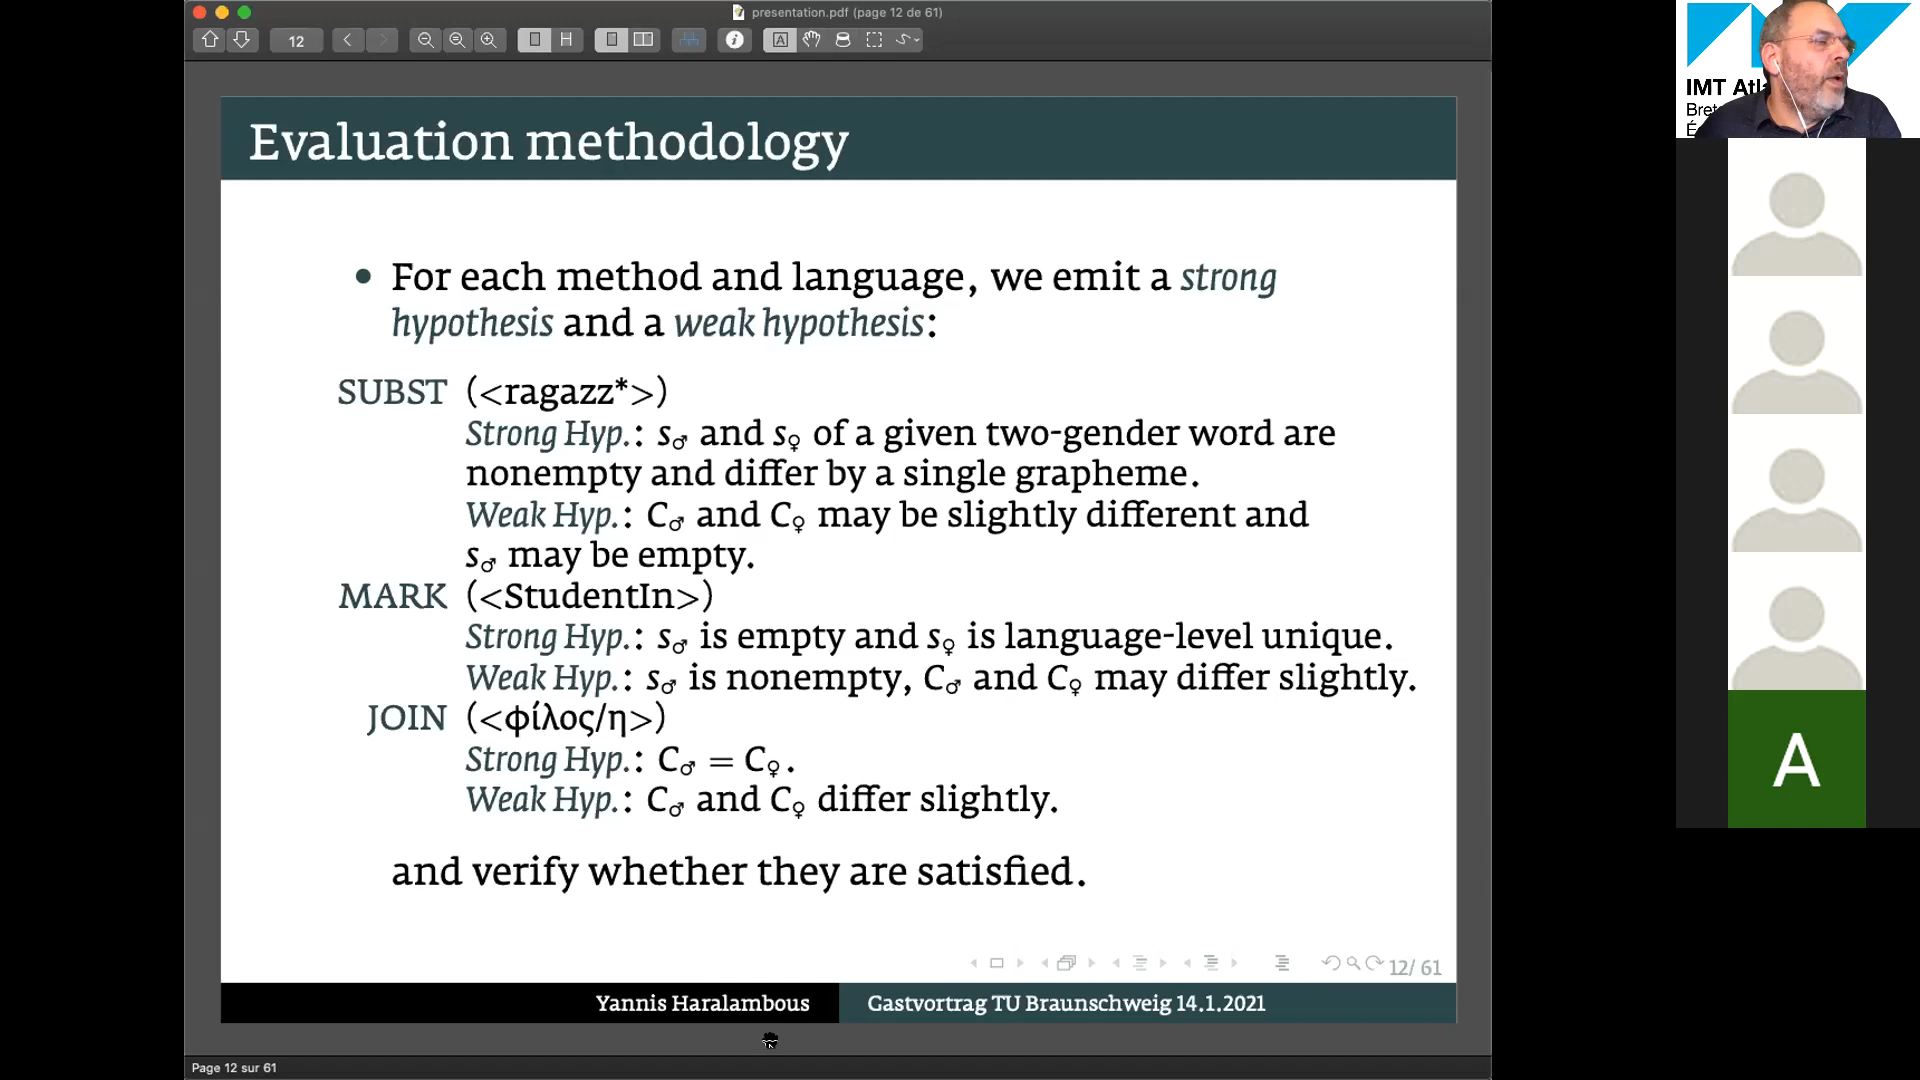 presentation.pdf (page 12 de 61)
12
Evaluation methodology
• For each method and language, we emit a strong
hypothesis and a weak hypothesis:
SUBST (<ragazz*>)
Strong Hyp.: s♂ and s♀ of a given two-gender word are
nonempty and differ by a single grapheme.
Weak Hyp.: C♂ and C♀ may be slightly different and
s♂ may be empty.
MARK (<StudentIn>)
Strong Hyp.: s♂ is empty and s♀ is language-level unique.
Weak Hyp.: s♂ is nonempty, C♂ and C♀ may differ slightly.
JOIN (<φίλος/η>)
Strong Hyp.: C♂ = C♀.
Weak Hyp.: C♂ and C♀ differ slightly.
and verify whether they are satisfied.
12/ 61
Yannis Haralambous
Gastvortrag TU Braunschweig 14.1.2021
Page 12 sur 61
IMT
A